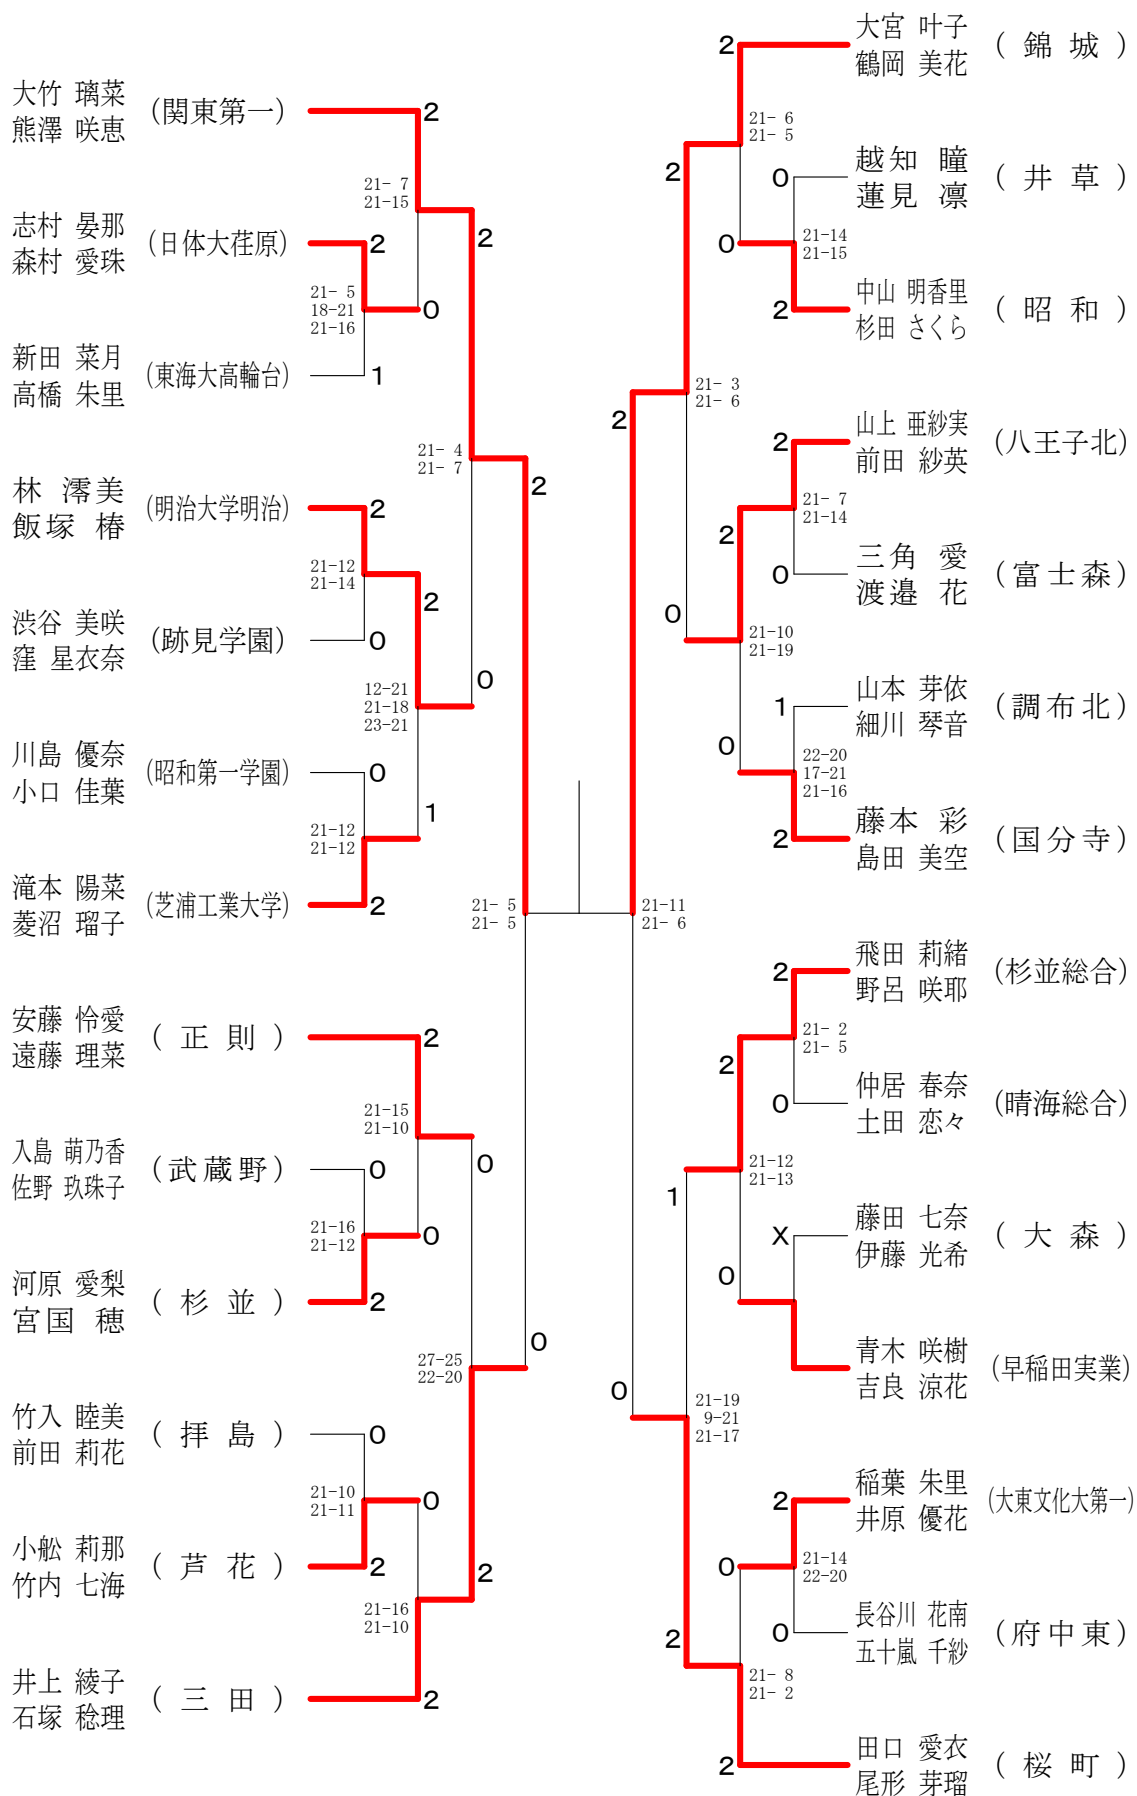 大竹 璃菜
熊澤 咲恵
(関東第一)
2
21- 7
21-15
2
志村 晏那
森村 愛珠
(日体大荏原)
2
21- 5
18-21
21-16
0
新田 菜月
高橋 朱里
(東海大高輪台)
1
21- 4
21- 7
2
林 澪美
飯塚 椿
(明治大学明治)
2
21-12
21-14
2
渋谷 美咲
窪 星衣奈
(跡見学園)
0
12-21
21-18
23-21
0
川島 優奈
小口 佳葉
(昭和第一学園)
0
21-12
21-12
1
滝本 陽菜
菱沼 瑠子
(芝浦工業大学)
2
21- 5
21- 5
安藤 怜愛
遠藤 理菜
( 正 則 )
2
21-15
21-10
0
入島 萌乃香
佐野 玖珠子
(武蔵野)
0
21-16
21-12
0
河原 愛梨
宮国 穂
( 杉 並 )
2
27-25
22-20
0
竹入 睦美
前田 莉花
( 拝 島 )
0
21-10
21-11
0
小舩 莉那
竹内 七海
( 芦 花 )
2
2
21-16
21-10
井上 綾子
石塚 稔理
( 三 田 )
2
2
大宮 叶子
鶴岡 美花
( 錦 城 )
21- 6
21- 5
2
0
越知 瞳
蓮見 凛
( 井 草 )
0
21-14
21-15
2
中山 明香里
杉田 さくら
( 昭 和 )
21- 3
21- 6
2
2
山上 亜紗実
前田 紗英
(八王子北)
21- 7
21-14
2
0
三角 愛
渡邉 花
(富士森)
0
21-10
21-19
1
山本 芽依
細川 琴音
(調布北)
0
22-20
17-21
21-16
2
藤本 彩
島田 美空
(国分寺)
21-11
21- 6
2
飛田 莉緒
野呂 咲耶
(杉並総合)
21- 2
21- 5
2
0
仲居 春奈
土田 恋々
(晴海総合)
1
21-12
21-13
X
藤田 七奈
伊藤 光希
( 大 森 )
0
青木 咲樹
吉良 涼花
(早稲田実業)
0
21-19
9-21
21-17
2
稲葉 朱里
井原 優花
(大東文化大第一)
0
21-14
22-20
0
長谷川 花南
五十嵐 千紗
(府中東)
2
21- 8
21- 2
2
田口 愛衣
尾形 芽瑠
( 桜 町 )